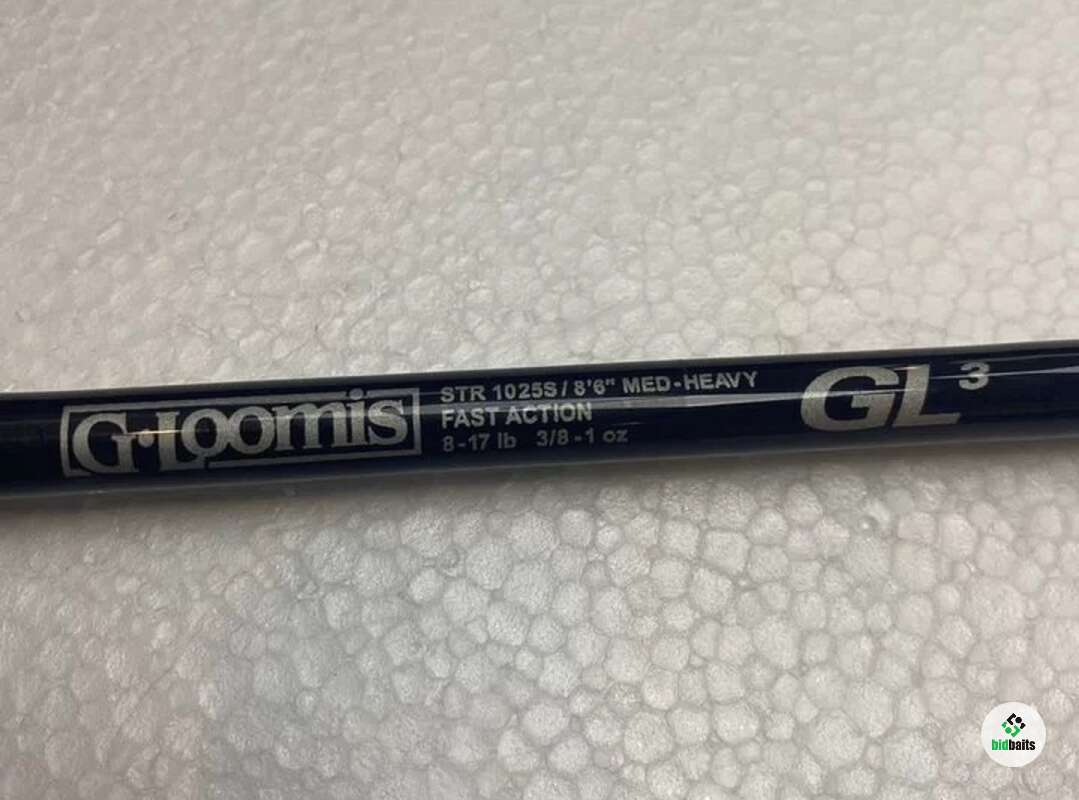 G·Loomis
STR 1025S / 8'6" MED-HEAVY
FAST ACTION
8-17 lb 3/8-1 oz
GL3
bidbaits